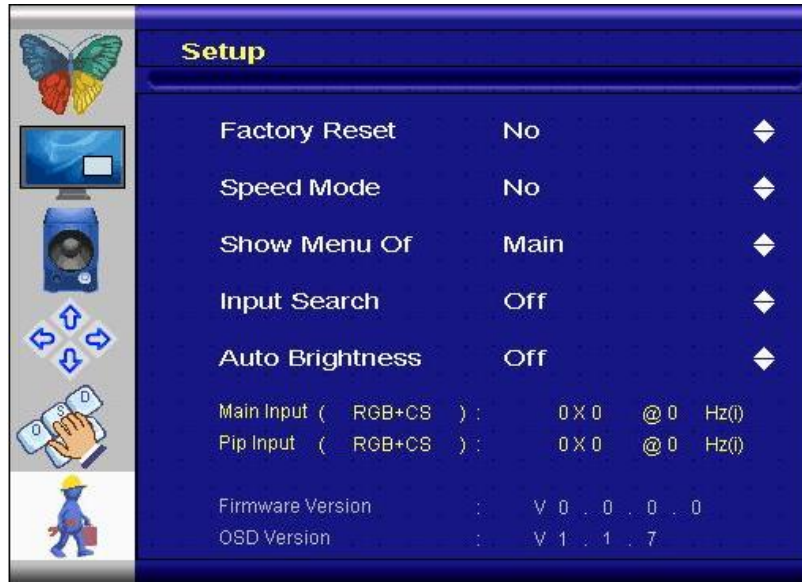 Setup
Factory Reset No
Speed Mode No
Show Menu Of Main
Input Search Off
Auto Brightness Off
Main Input ( RGB+CS ) : 0 X 0 @ 0 Hz(i)
Pip Input ( RGB+CS ) : 0 X 0 @ 0 Hz(i)
O S D
Firmware Version : V 0 . 0 . 0 . 0
OSD Version : V 1 . 1 . 7